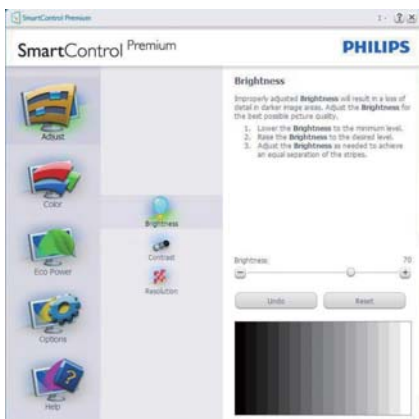 SmartControl Premium
SmartControl Premium
PHILIPS
Adjust
Color
Eco Power
Options
Help
Brightness
Contrast
Resolution
Brightness
Improperly adjusted Brightness will result in a loss of
detail in darker image areas. Adjust the Brightness for
the best possible picture quality.
1. Lower the Brightness to the minimum level.
2. Raise the Brightness to the desired level.
3. Adjust the Brightness as needed to achieve
an equal separation of the stripes.
Brightness: 70
Undo Reset